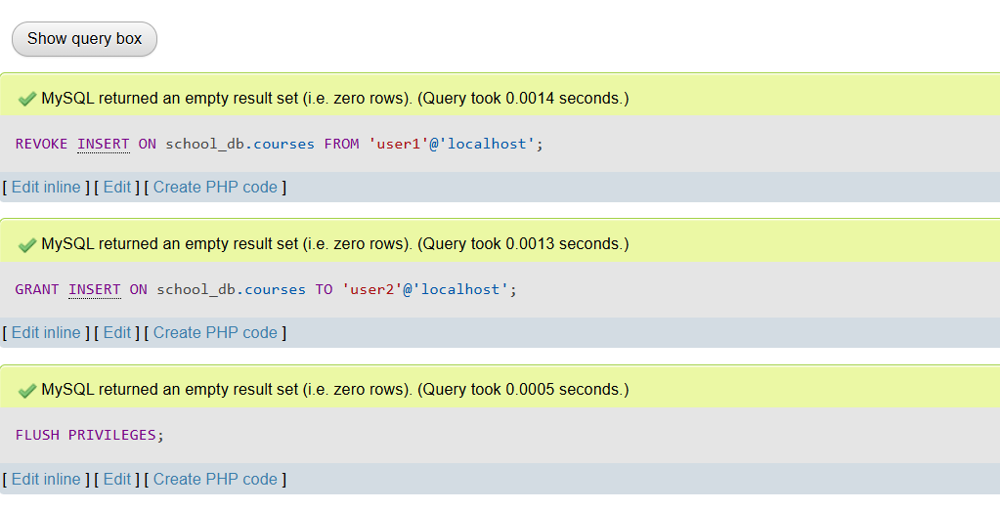 Show query box
MySQL returned an empty result set (i.e. zero rows). (Query took 0.0014 seconds.)
REVOKE INSERT ON school_db.courses FROM 'user1'@'localhost';
[ Edit inline ] [ Edit ] [ Create PHP code ]
MySQL returned an empty result set (i.e. zero rows). (Query took 0.0013 seconds.)
GRANT INSERT ON school_db.courses TO 'user2'@'localhost';
[ Edit inline ] [ Edit ] [ Create PHP code ]
MySQL returned an empty result set (i.e. zero rows). (Query took 0.0005 seconds.)
FLUSH PRIVILEGES;
[ Edit inline ] [ Edit ] [ Create PHP code ]